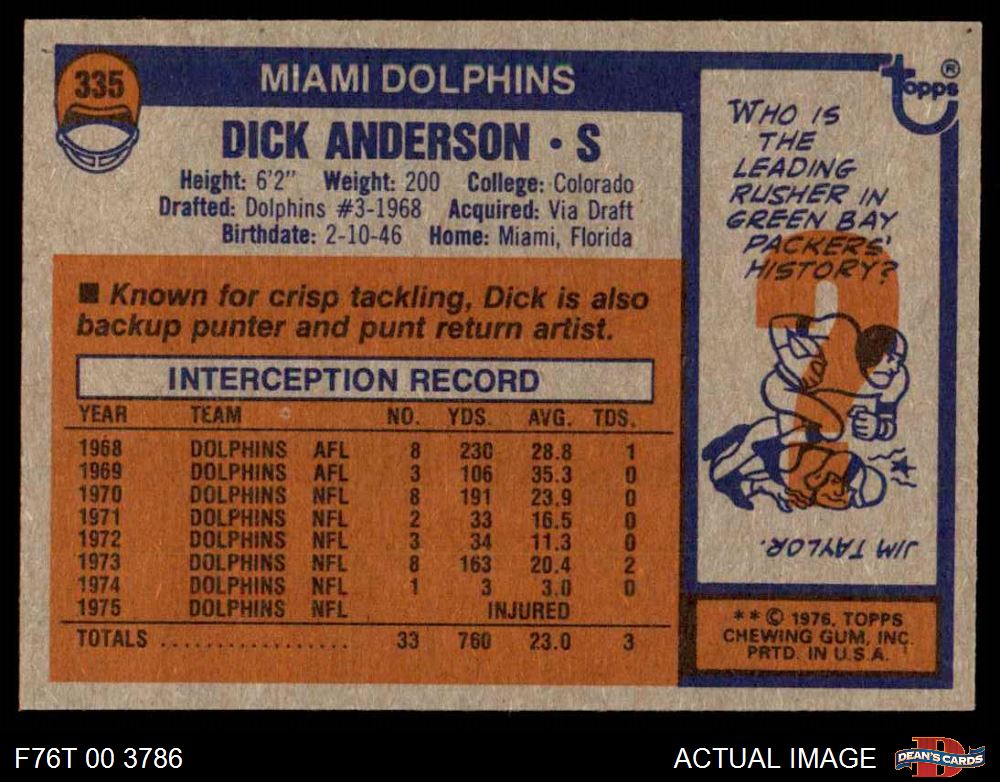 335
MIAMI DOLPHINS
DICK ANDERSON • S
Height: 6'2" Weight: 200 College: Colorado
Drafted: Dolphins #3-1968 Acquired: Via Draft
Birthdate: 2-10-46 Home: Miami, Florida
■ Known for crisp tackling, Dick is also
backup punter and punt return artist.
INTERCEPTION RECORD
YEAR TEAM NO. YDS. AVG. TDS.
1968 DOLPHINS AFL 8 230 28.8 1
1969 DOLPHINS AFL 3 106 35.3 0
1970 DOLPHINS NFL 8 191 23.9 0
1971 DOLPHINS NFL 2 33 16.5 0
1972 DOLPHINS NFL 3 34 11.3 0
1973 DOLPHINS NFL 8 163 20.4 2
1974 DOLPHINS NFL 1 3 3.0 0
1975 DOLPHINS NFL INJURED
TOTALS .................. 33 760 23.0 3
topps®
WHO IS
THE
LEADING
RUSHER IN
GREEN BAY
PACKERS'
HISTORY?
?
JIM TAYLOR.
** © 1976, TOPPS
CHEWING GUM, INC.
PRTD. IN U.S.A.
F76T 00 3786
ACTUAL IMAGE
D
DEAN'S CARDS